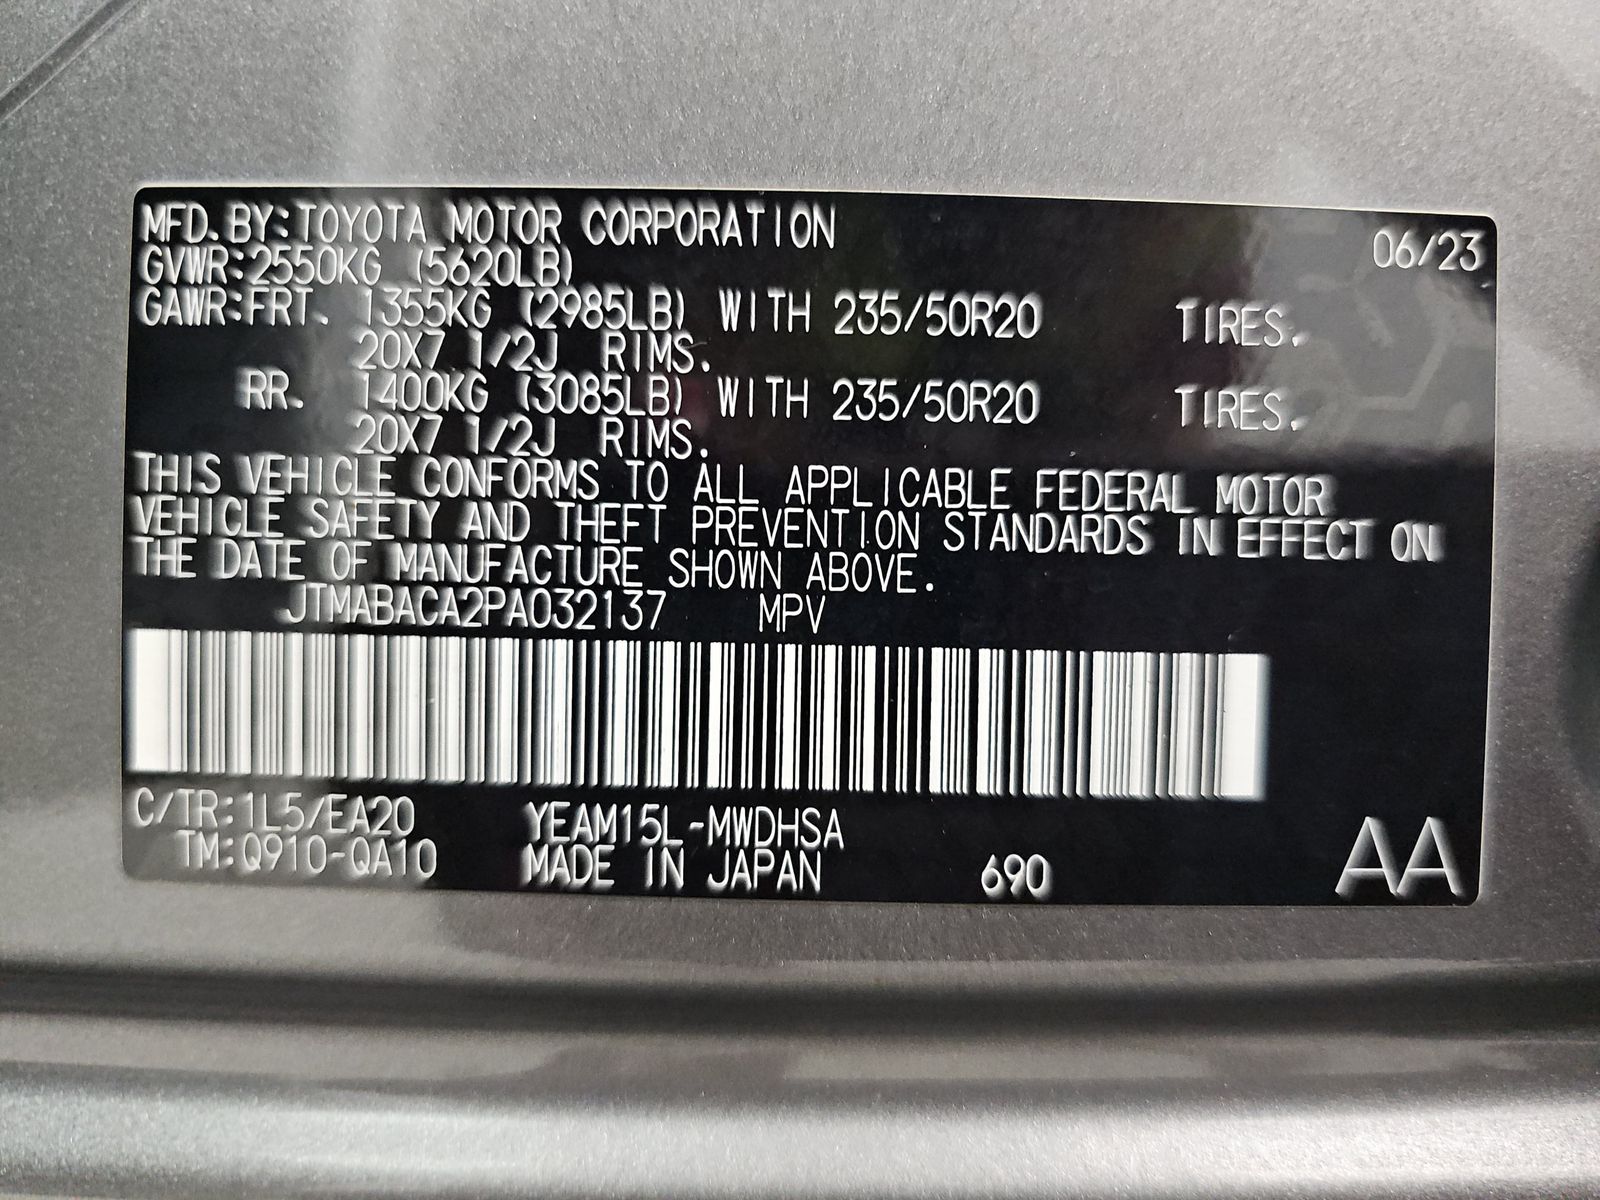 MFD. BY: TOYOTA MOTOR CORPORATION 06/23
GVWR: 2550KG (5620LB)
GAWR: FRT. 1355KG (2985LB) WITH 235/50R20 TIRES.
20X7 1/2J RIMS.
RR. 1400KG (3085LB) WITH 235/50R20 TIRES.
20X7 1/2J RIMS.
THIS VEHICLE CONFORMS TO ALL APPLICABLE FEDERAL MOTOR
VEHICLE SAFETY AND THEFT PREVENTION STANDARDS IN EFFECT ON
THE DATE OF MANUFACTURE SHOWN ABOVE.
JTMABACA2PA032137 MPV
C/TR: 1L5/EA20 YEAM15L-MWDHSA
TM: Q910-QA10 MADE IN JAPAN 690 AA